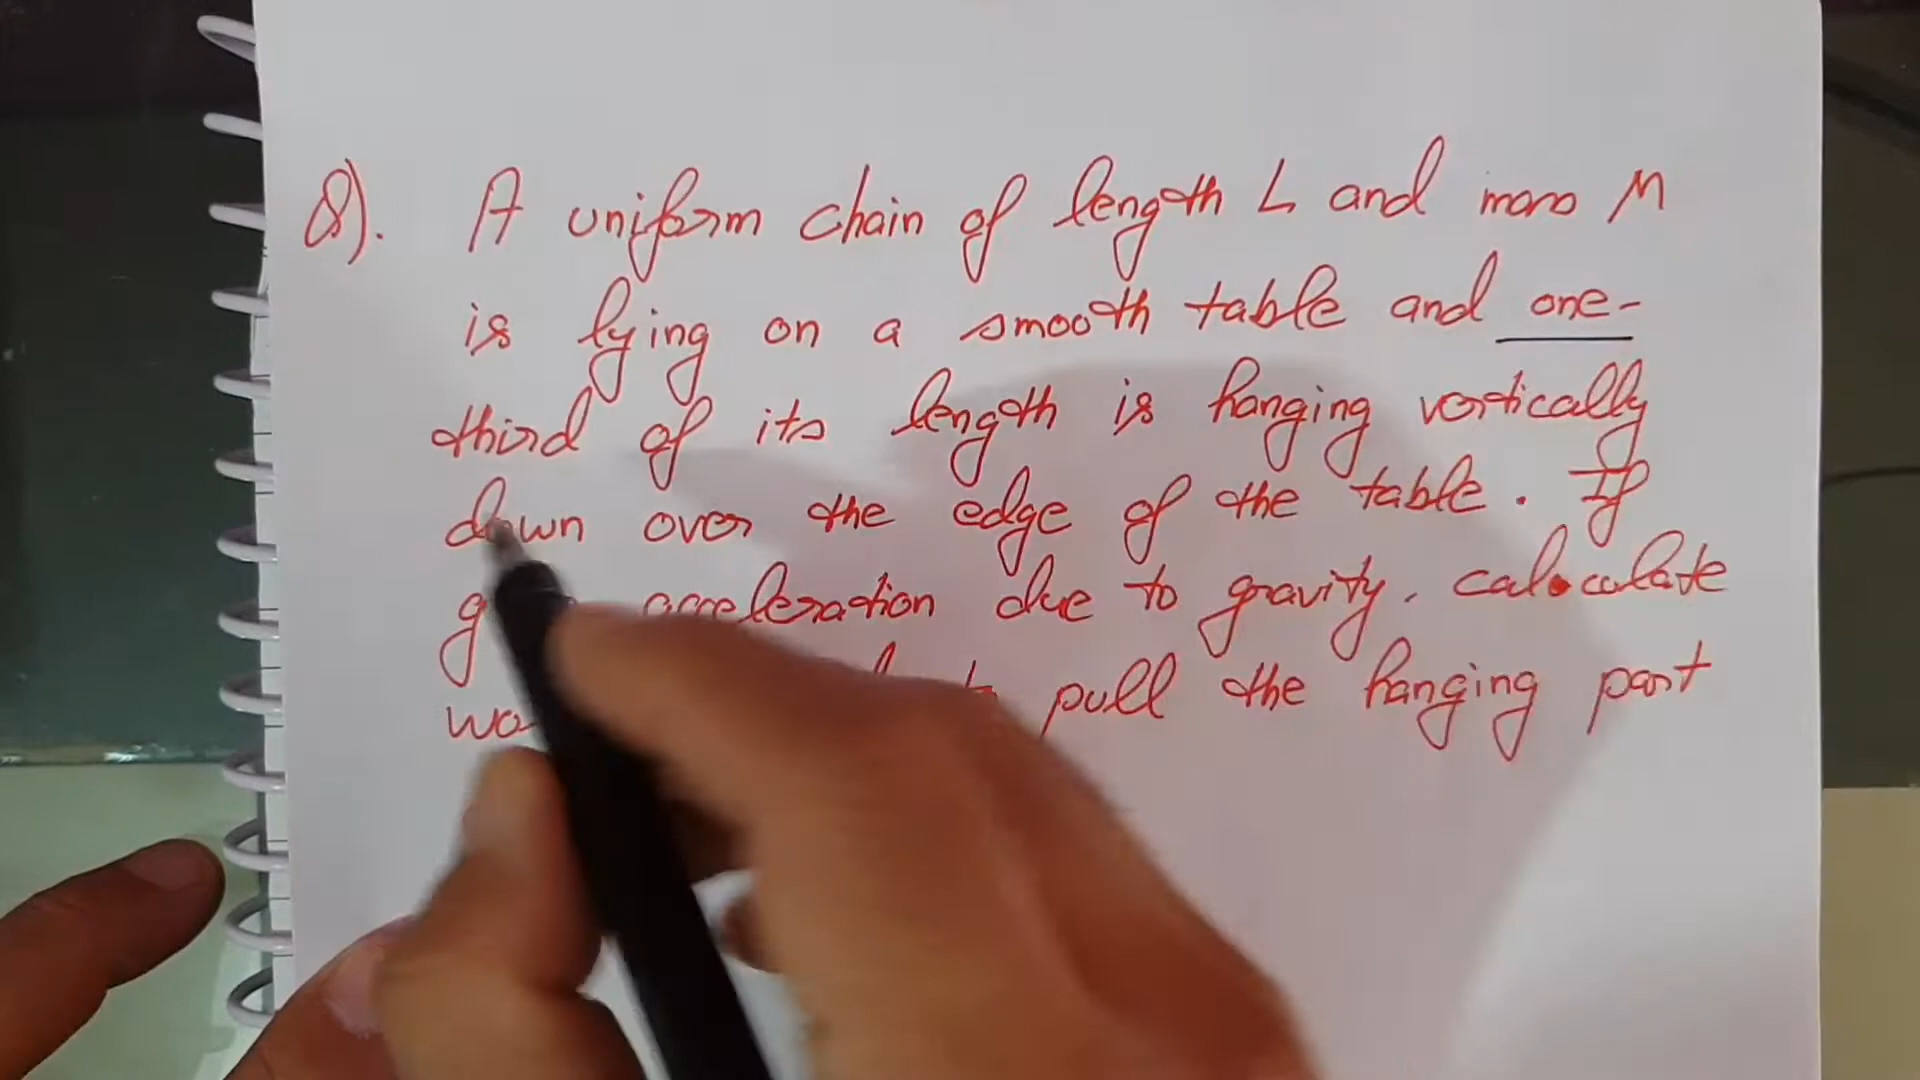 Q). A uniform chain of length L and mass M
is lying on a smooth table and one-
third of its length is hanging vertically
down over the edge of the table. If
g acceleration due to gravity, calculate
pull the hanging part